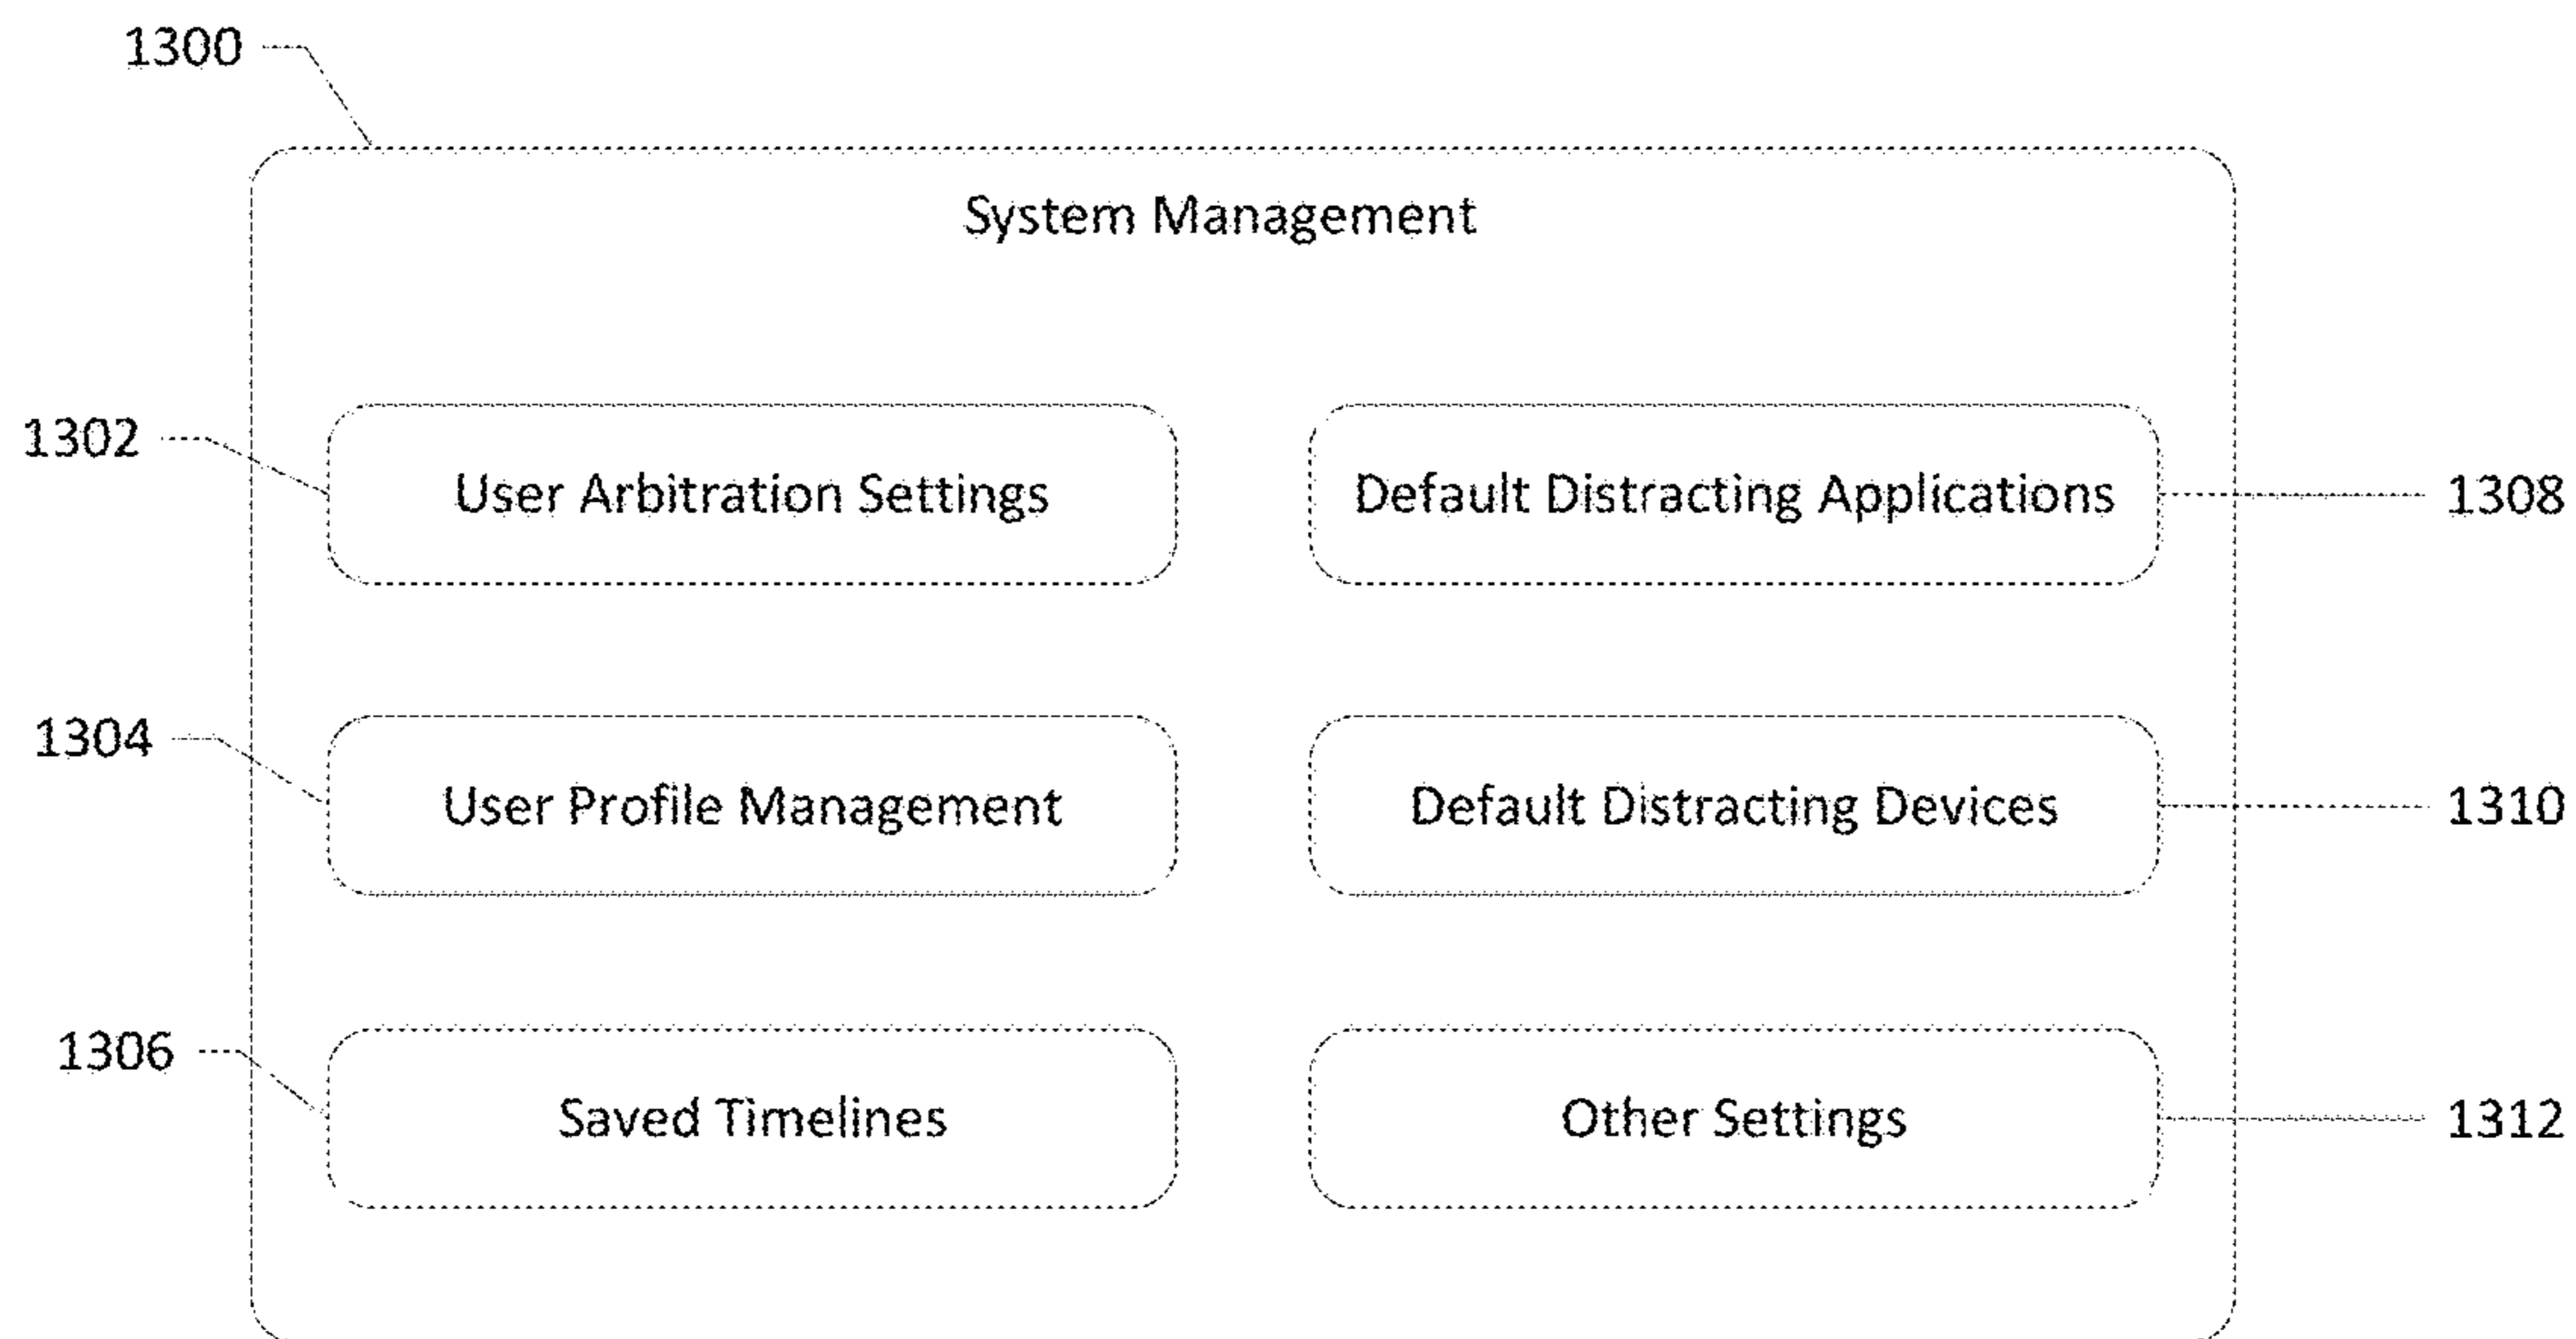 1300
System Management
1302
User Arbitration Settings
Default Distracting Applications
1308
1304
User Profile Management
Default Distracting Devices
1310
1306
Saved Timelines
Other Settings
1312